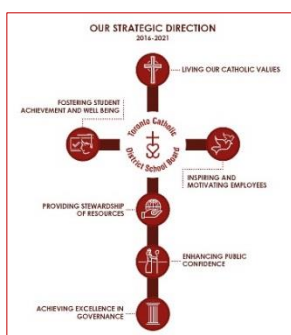 OUR STRATEGIC DIRECTION
2016-2021
LIVING OUR CATHOLIC VALUES
FOSTERING STUDENT
ACHIEVEMENT AND WELL BEING
Toronto Catholic
District School Board
INSPIRING AND
MOTIVATING EMPLOYEES
PROVIDING STEWARDSHIP
OF RESOURCES
ENHANCING PUBLIC
CONFIDENCE
ACHIEVING EXCELLENCE IN
GOVERNANCE